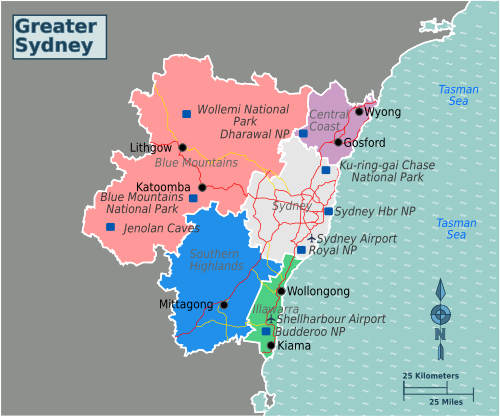 Greater
Sydney
Tasman
Sea
Wollemi National
Park
Dharawal NP
Central
Coast
Wyong
Gosford
Lithgow
Blue Mountains
Ku-ring-gai Chase
National Park
Katoomba
Blue Mountains
National Park
Sydney
Sydney Hbr NP
Jenolan Caves
Tasman
Sea
Sydney Airport
Royal NP
Southern
Highlands
Wollongong
Mittagong
Illawarra
Shellharbour Airport
Budderoo NP
Kiama
N
25 Kilometers
25 Miles